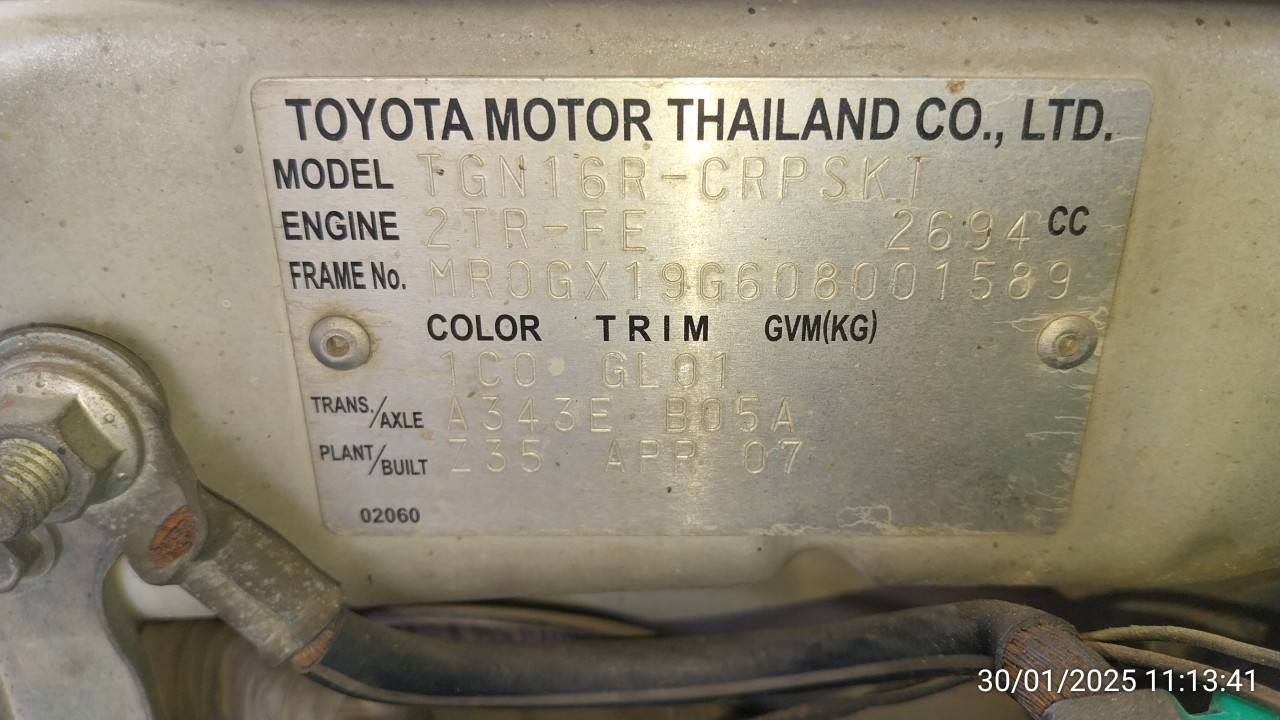 TOYOTA MOTOR THAILAND CO., LTD.
MODEL TGN16R-CRPSKT
ENGINE 2TR-FE 2694 CC
FRAME No. MR0GX19G608001589
COLOR TRIM GVM(KG)
1C0 GL01
TRANS./AXLE A343E B05A
PLANT/BUILT Z35 APR 07
02060
30/01/2025 11:13:41